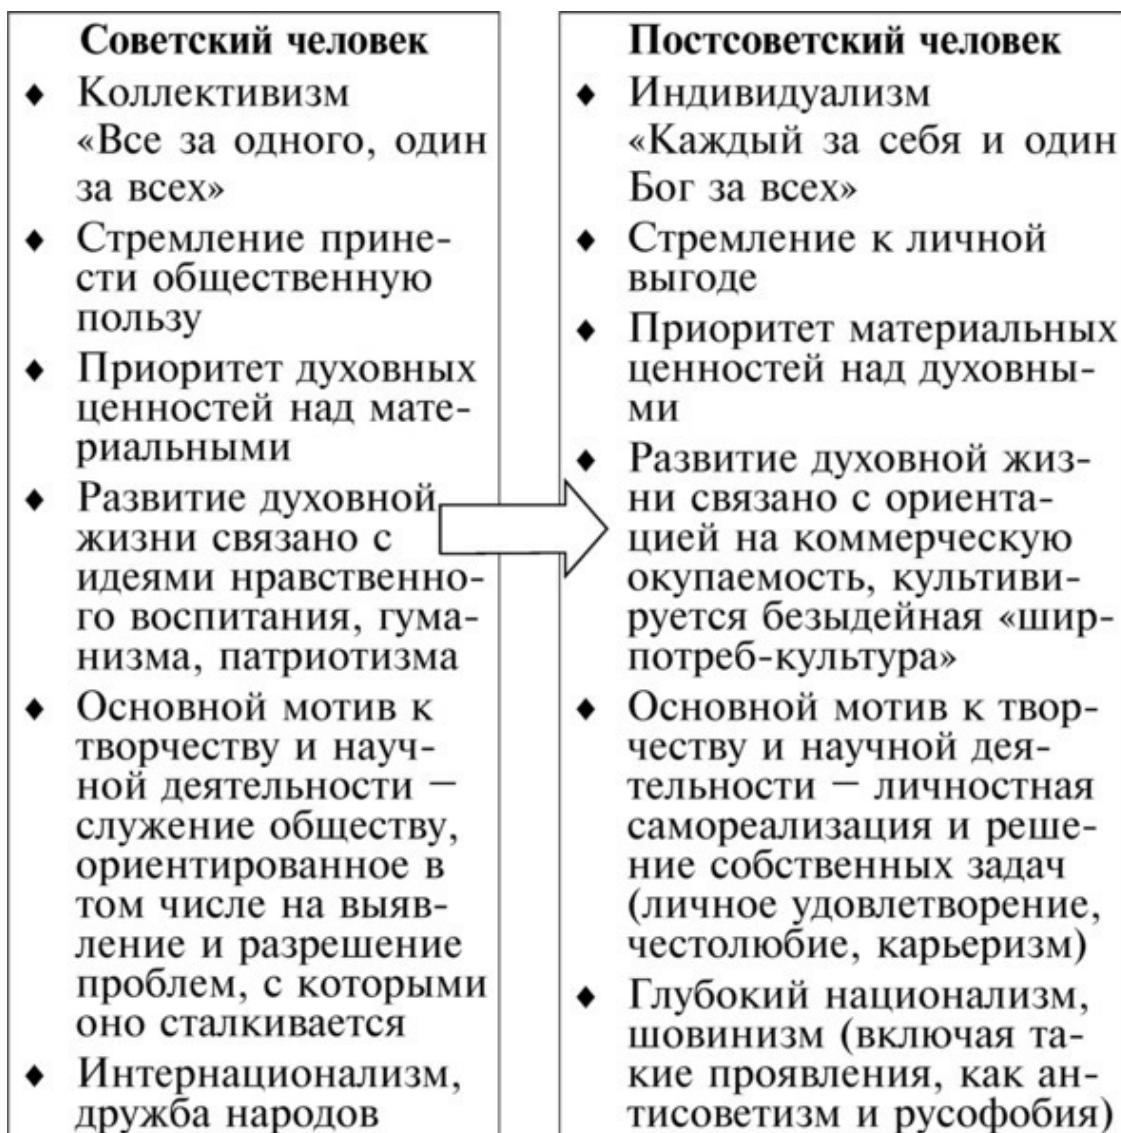 Советский человек
♦ Коллективизм
«Все за одного, один
за всех»
♦ Стремление прине-
сти общественную
пользу
♦ Приоритет духовных
ценностей над мате-
риальными
♦ Развитие духовной
жизни связано с
идеями нравственно-
го воспитания, гума-
низма, патриотизма
♦ Основной мотив к
творчеству и науч-
ной деятельности –
служение обществу,
ориентированное в
том числе на выяв-
ление и разрешение
проблем, с которыми
оно сталкивается
♦ Интернационализм,
дружба народов
Постсоветский человек
♦ Индивидуализм
«Каждый за себя и один
Бог за всех»
♦ Стремление к личной
выгоде
♦ Приоритет материальных
ценностей над духовны-
ми
♦ Развитие духовной жиз-
ни связано с ориента-
цией на коммерческую
окупаемость, культиви-
руется безыдейная «шир-
потреб-культура»
♦ Основной мотив к твор-
честву и научной дея-
тельности – личностная
самореализация и реше-
ние собственных задач
(личное удовлетворение,
честолюбие, карьеризм)
♦ Глубокий национализм,
шовинизм (включая та-
кие проявления, как ан-
тисоветизм и русофобия)